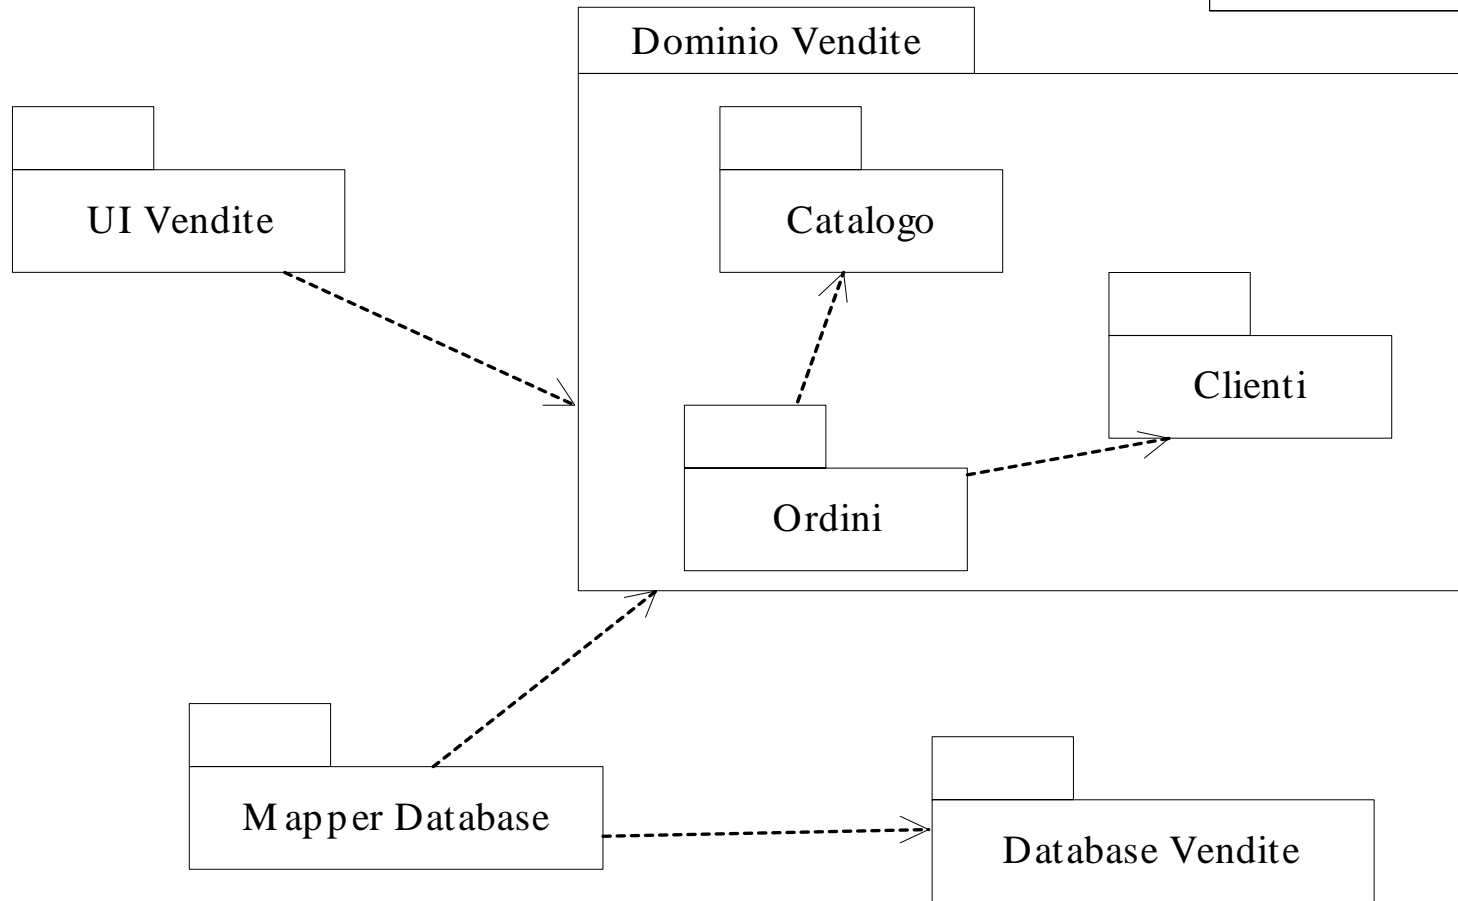 Dominio Vendite
UI Vendite
Catalogo
Clienti
Ordini
Mapper Database
Database Vendite